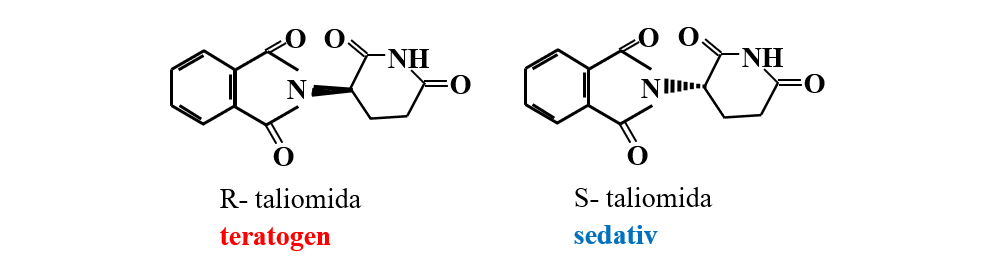 O O NH N O O
O O NH N O O
R- taliomida
teratogen
S- taliomida
sedativ